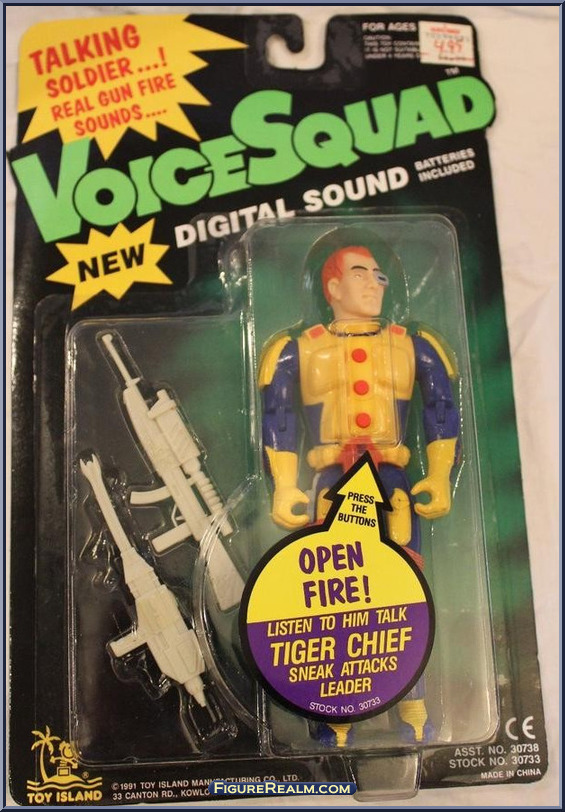 TALKING
SOLDIER...!
REAL GUN FIRE
SOUNDS....
FOR AGES
CAUTION:
4.97
VOICESQUAD
TM
DIGITAL SOUND
BATTERIES
INCLUDED
NEW
PRESS
THE
BUTTONS
OPEN
FIRE!
LISTEN TO HIM TALK
TIGER CHIEF
SNEAK ATTACKS
LEADER
STOCK NO. 30733
CE
ASST. NO. 30738
STOCK NO. 30733
MADE IN CHINA
TOY ISLAND
©1991 TOY ISLAND MANUFACTURING CO., LTD.
33 CANTON RD., KOWLO
FIGUREREALM.COM